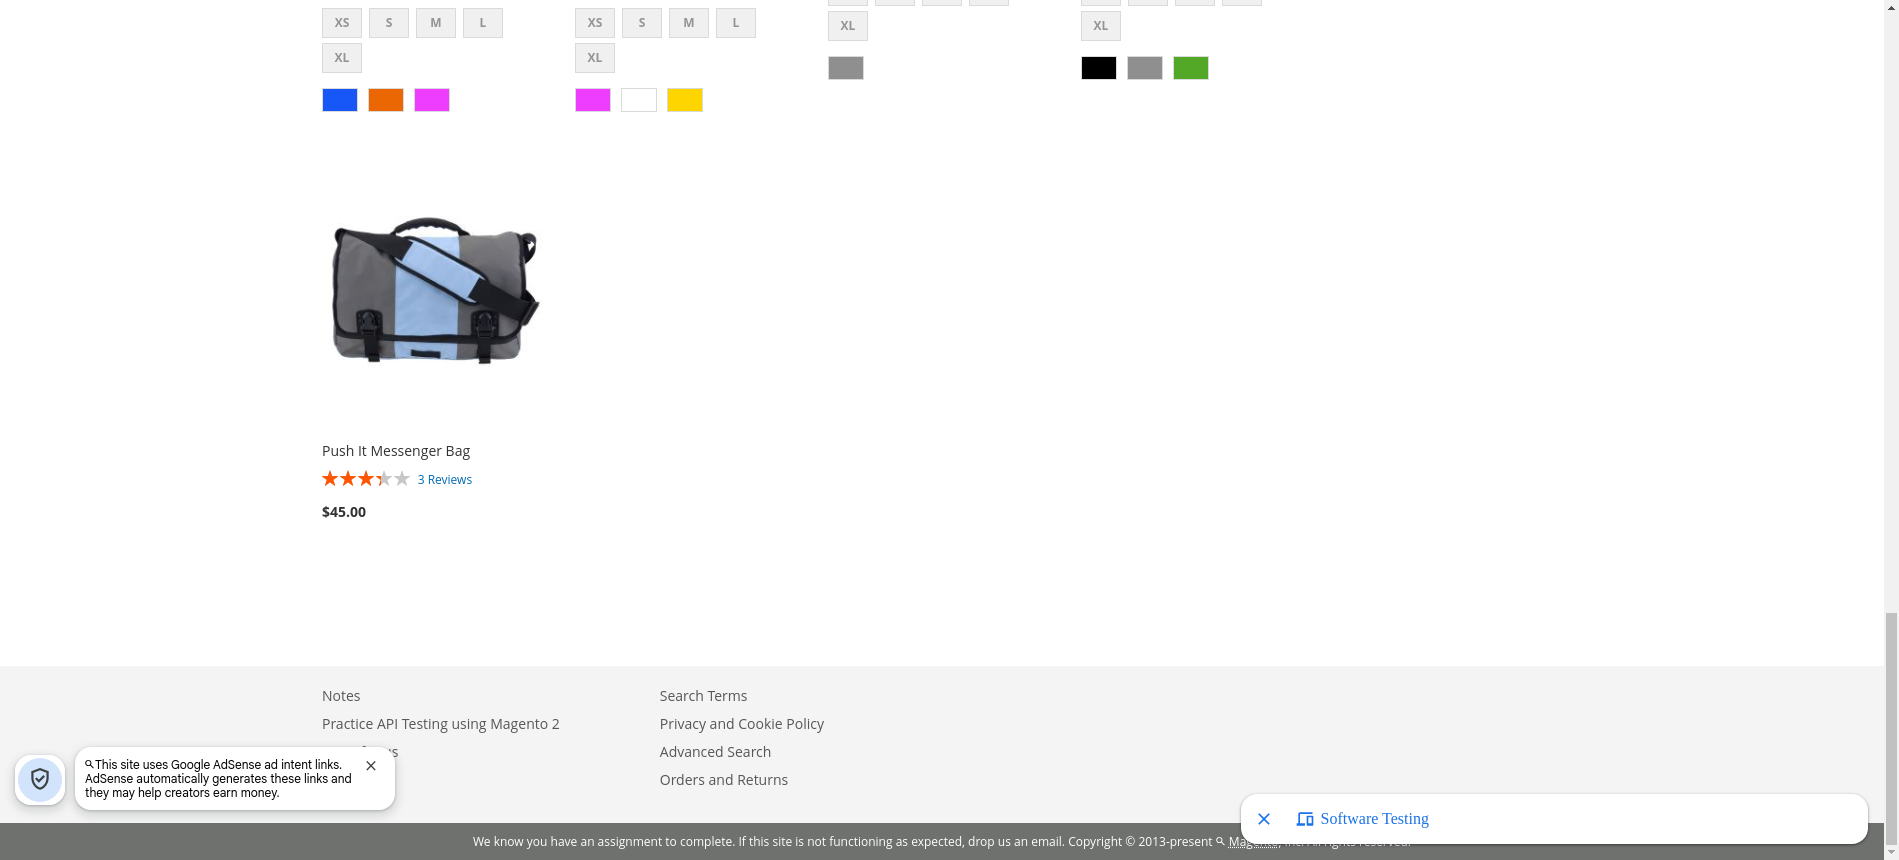 XS S M L
XL
XS S M L
XL
XL
XL
Push It Messenger Bag
3 Reviews
$45.00
Notes
Practice API Testing using Magento 2
Search Terms
Privacy and Cookie Policy
Advanced Search
Orders and Returns
This site uses Google AdSense ad intent links.
AdSense automatically generates these links and
they may help creators earn money.
Software Testing
We know you have an assignment to complete. If this site is not functioning as expected, drop us an email. Copyright © 2013-present Magento, Inc. All rights reserved.